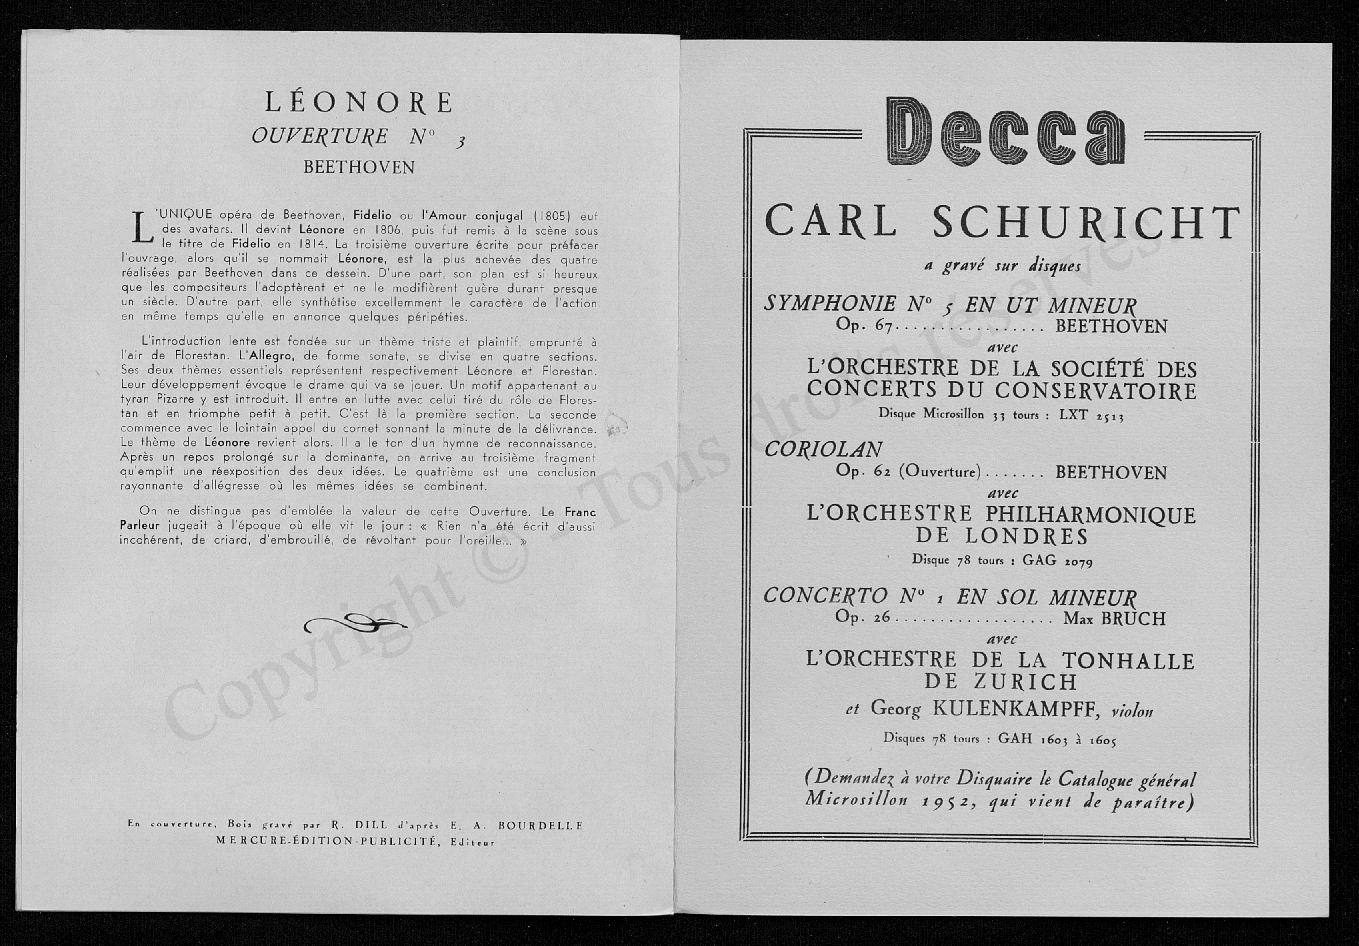 LÉONORE
OUVERTURE Nº 3
BEETHOVEN
L'UNIQUE opéra de Beethoven, Fidelio ou l'Amour conjugal (1805) eut
des avatars. Il devint Léonore en 1806, puis fut remis à la scène sous
le titre de Fidelio en 1814. La troisième ouverture écrite pour préfacer
l'ouvrage, alors qu'il se nommait Léonore, est la plus achevée des quatre
réalisées par Beethoven dans ce dessein. D'une part, son plan est si heureux
que les compositeurs l'adoptèrent et ne le modifièrent guère durant presque
un siècle. D'autre part, elle synthétise excellemment le caractère de l'action
en même temps qu'elle en annonce quelques péripéties.
L'introduction lente est fondée sur un thème triste et plaintif, emprunté à
l'air de Florestan. L'Allegro, de forme sonate, se divise en quatre sections.
Ses deux thèmes essentiels représentent respectivement Léonore et Florestan.
Leur développement évoque le drame qui va se jouer. Un motif appartenant au
tyran Pizarre y est introduit. Il entre en lutte avec celui tiré du rôle de Flores-
tan et en triomphe petit à petit. C'est là la première section. La seconde
commence avec le lointain appel du cornet sonnant la minute de la délivrance.
Le thème de Léonore revient alors. Il a le ton d'un hymne de reconnaissance.
Après un repos prolongé sur la dominante, on arrive au troisième fragment
qu'emplit une réexposition des deux idées. Le quatrième est une conclusion
rayonnante d'allégresse où les mêmes idées se combinent.
On ne distingua pas d'emblée la valeur de cette Ouverture. Le Franc
Parleur jugeait à l'époque où elle vit le jour : « Rien n'a été écrit d'aussi
incohérent, de criard, d'embrouillé, de révoltant pour l'oreille... »
En couverture, Bois gravé par R. DILL d'après E. A. BOURDELLE
MERCURE-ÉDITION-PUBLICITÉ, Editeur
Decca
CARL SCHURICHT
a gravé sur disques
SYMPHONIE Nº 5 EN UT MINEUR
Op. 67................. BEETHOVEN
avec
L'ORCHESTRE DE LA SOCIÉTÉ DES
CONCERTS DU CONSERVATOIRE
Disque Microsillon 33 tours : LXT 2513
CORIOLAN
Op. 62 (Ouverture)....... BEETHOVEN
avec
L'ORCHESTRE PHILHARMONIQUE
DE LONDRES
Disque 78 tours : GAG 2079
CONCERTO Nº 1 EN SOL MINEUR
Op. 26.................. Max BRUCH
avec
L'ORCHESTRE DE LA TONHALLE
DE ZURICH
et Georg KULENKAMPFF, violon
Disques 78 tours : GAH 1603 à 1605
(Demandez à votre Disquaire le Catalogue général
Microsillon 1952, qui vient de paraître)
Copyright © Tous droits réservés.